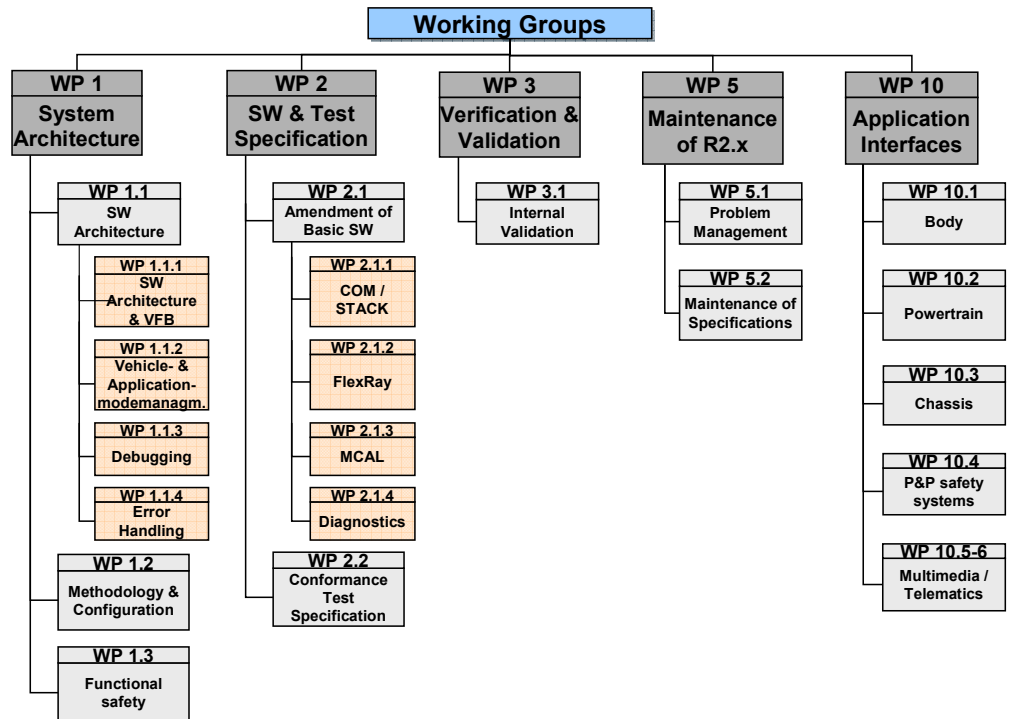 Working Groups
WP 1
System
Architecture
WP 1.1
SW
Architecture
WP 1.1.1
SW
Architecture
& VFB
WP 1.1.2
Vehicle- &
Application-
modemanagm.
WP 1.1.3
Debugging
WP 1.1.4
Error
Handling
WP 1.2
Methodology &
Configuration
WP 1.3
Functional
safety
WP 2
SW & Test
Specification
WP 2.1
Amendment of
Basic SW
WP 2.1.1
COM /
STACK
WP 2.1.2
FlexRay
WP 2.1.3
MCAL
WP 2.1.4
Diagnostics
WP 2.2
Conformance
Test
Specification
WP 3
Verification &
Validation
WP 3.1
Internal
Validation
WP 5
Maintenance
of R2.x
WP 5.1
Problem
Management
WP 5.2
Maintenance of
Specifications
WP 10
Application
Interfaces
WP 10.1
Body
WP 10.2
Powertrain
WP 10.3
Chassis
WP 10.4
P&P safety
systems
WP 10.5-6
Multimedia /
Telematics